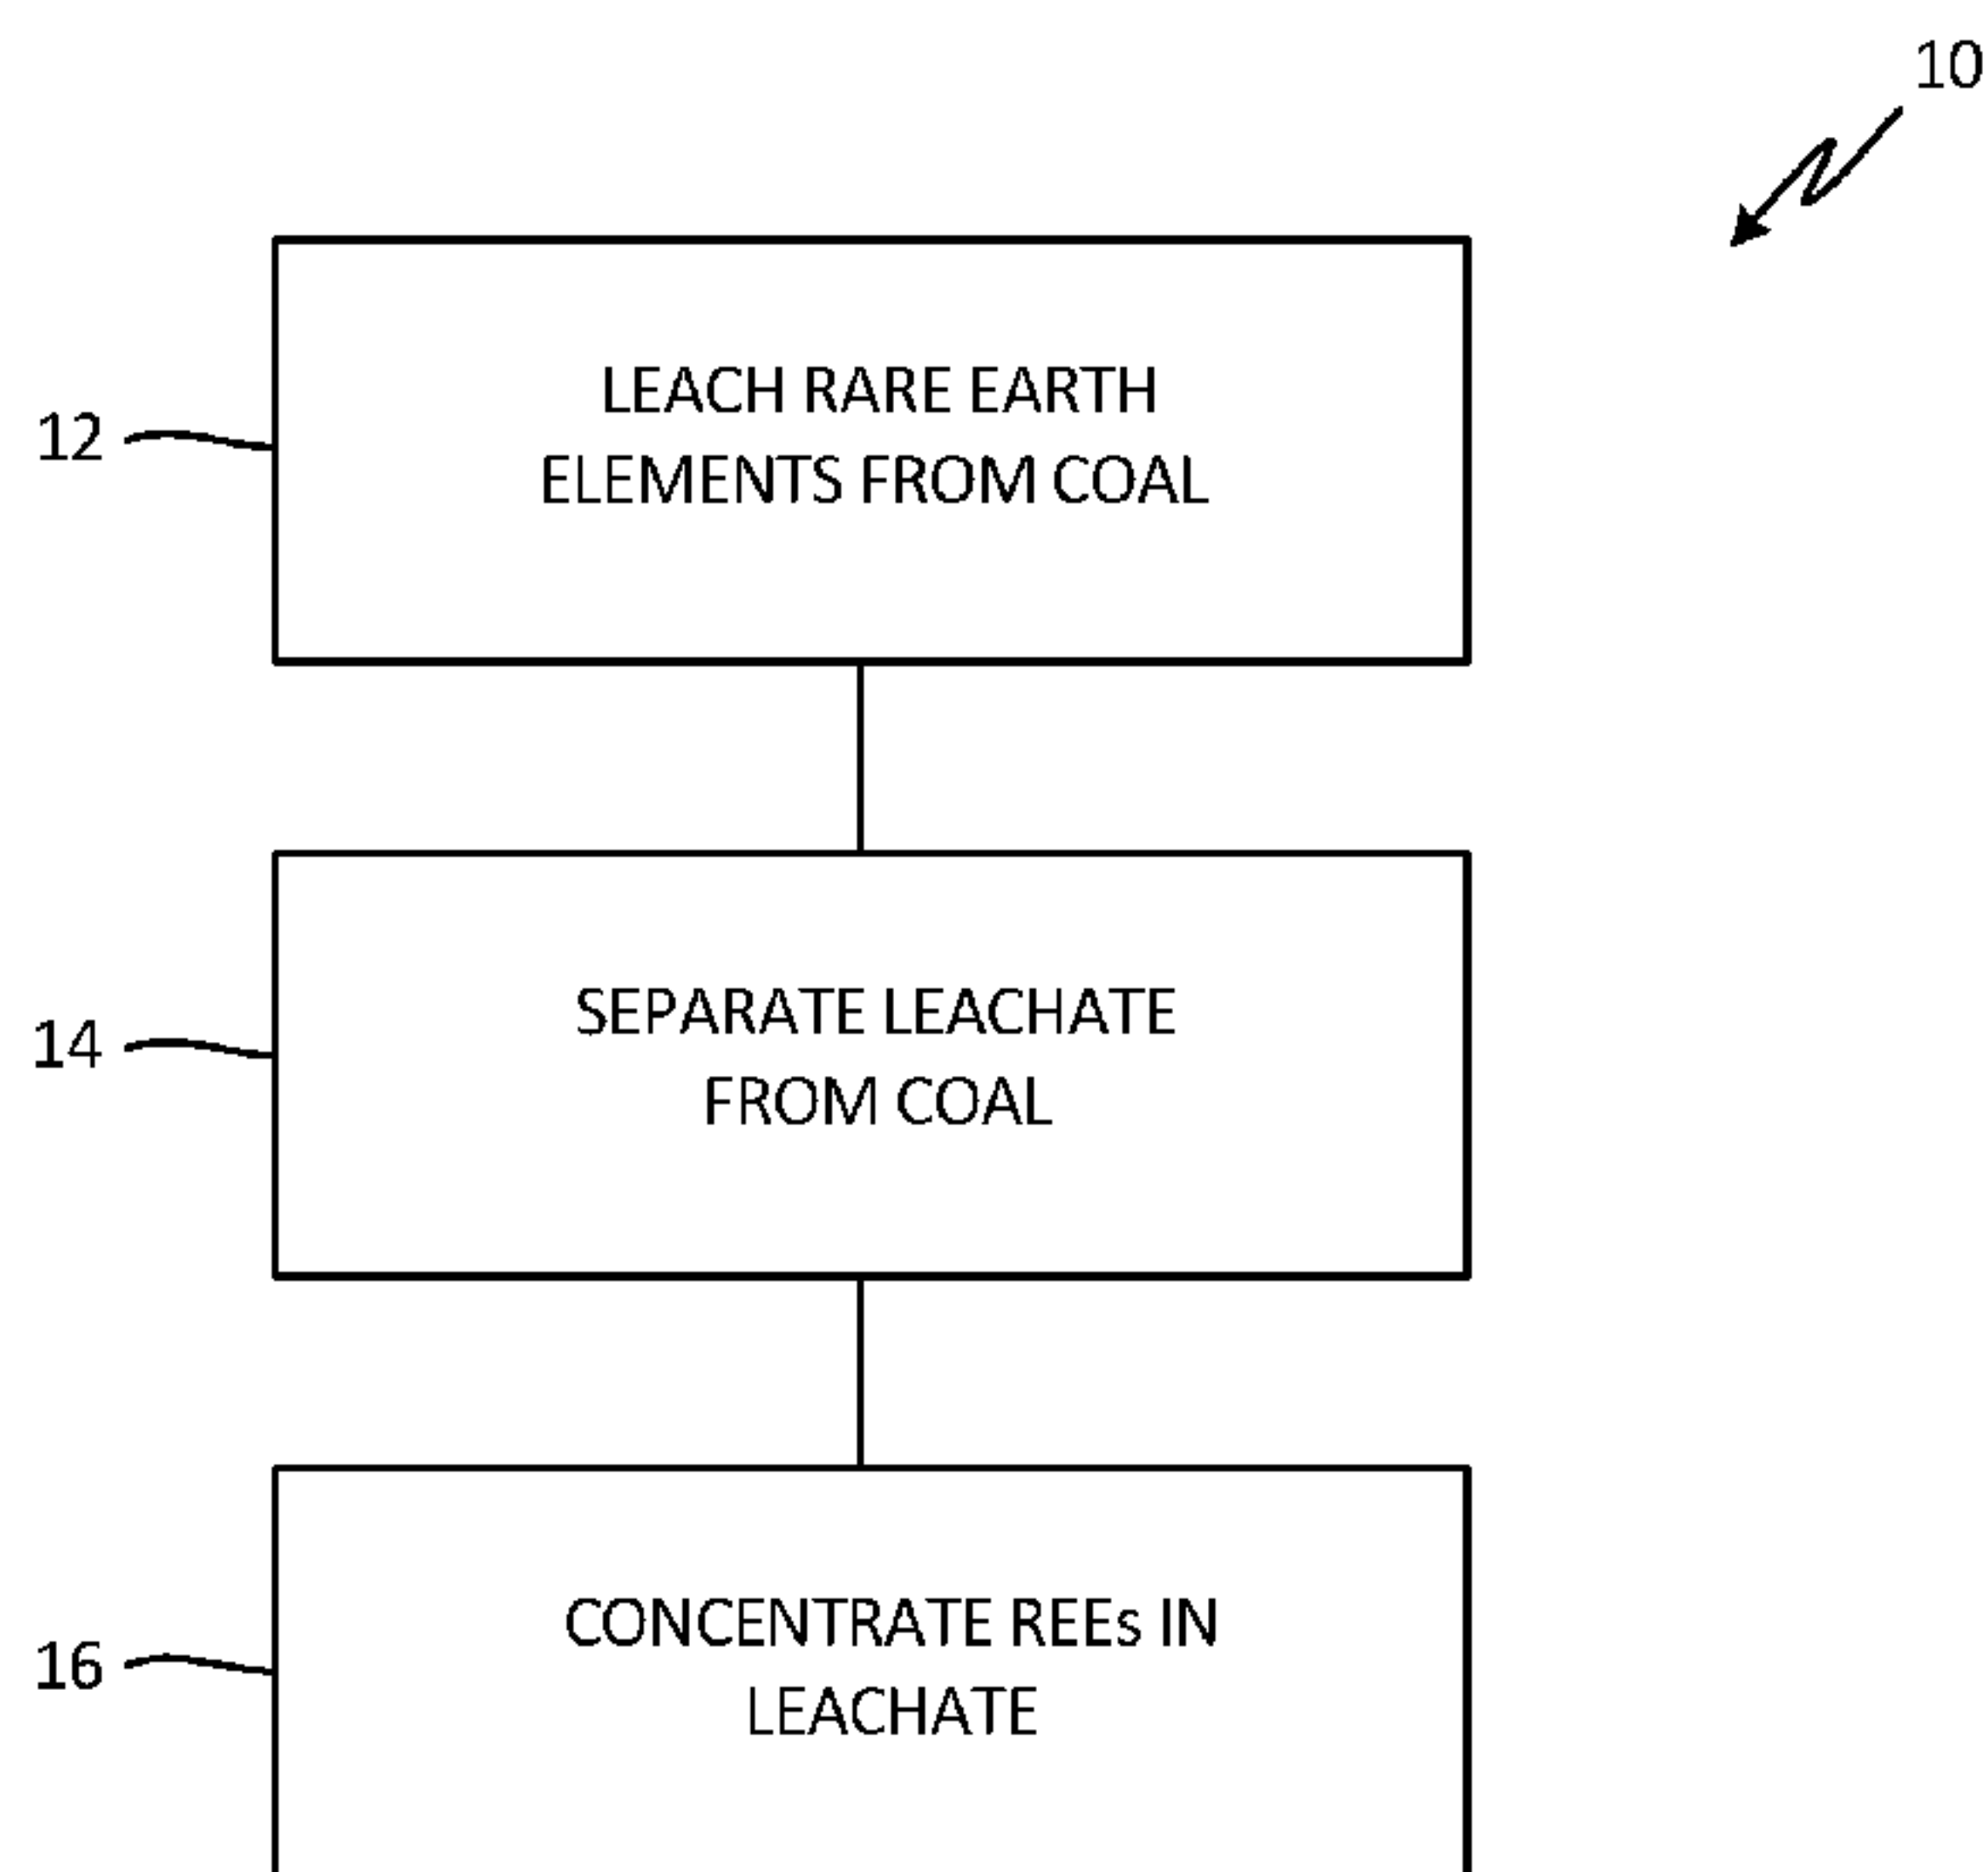 10
12
LEACH RARE EARTH
ELEMENTS FROM COAL
14
SEPARATE LEACHATE
FROM COAL
16
CONCENTRATE REEs IN
LEACHATE